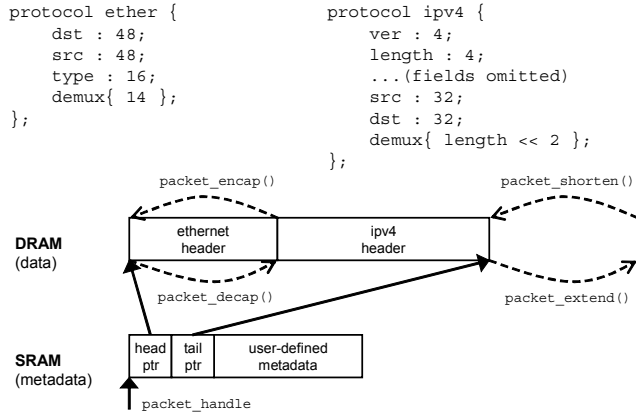 protocol ether {
    dst : 48;
    src : 48;
    type : 16;
    demux{ 14 };
};
protocol ipv4 {
    ver : 4;
    length : 4;
    ...(fields omitted)
    src : 32;
    dst : 32;
    demux{ length << 2 };
};
packet_encap()
packet_shorten()
DRAM
(data)
ethernet
header
ipv4
header
packet_decap()
packet_extend()
SRAM
(metadata)
head
ptr
tail
ptr
user-defined
metadata
packet_handle